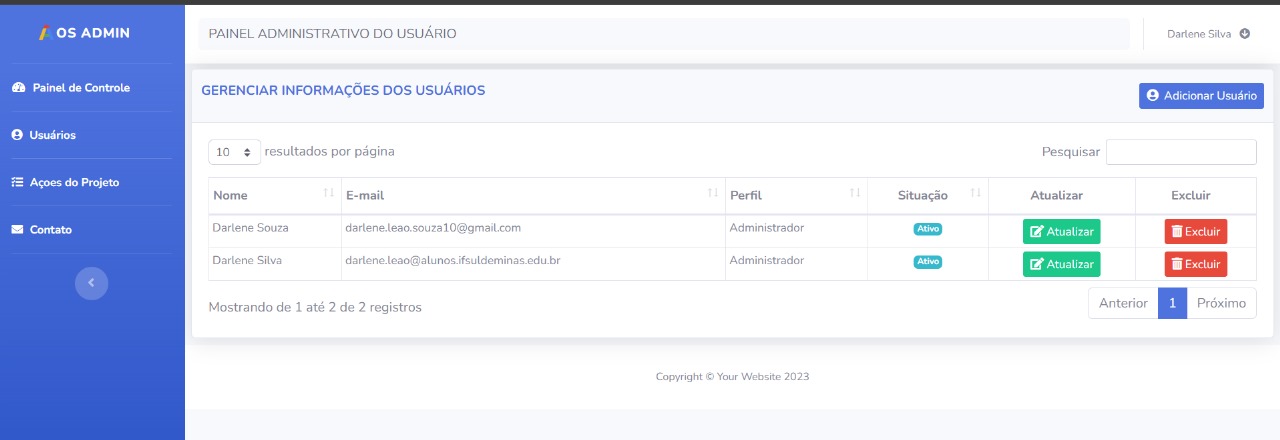 OS ADMIN
Painel de Controle
Usuários
Açoes do Projeto
Contato
PAINEL ADMINISTRATIVO DO USUÁRIO
Darlene Silva
GERENCIAR INFORMAÇÕES DOS USUÁRIOS
Adicionar Usuário
10 resultados por página
Pesquisar
Nome E-mail Perfil Situação Atualizar Excluir
Darlene Souza darlene.leao.souza10@gmail.com Administrador Ativo Atualizar Excluir
Darlene Silva darlene.leao@alunos.ifsuldeminas.edu.br Administrador Ativo Atualizar Excluir
Mostrando de 1 até 2 de 2 registros
Anterior 1 Próximo
Copyright © Your Website 2023